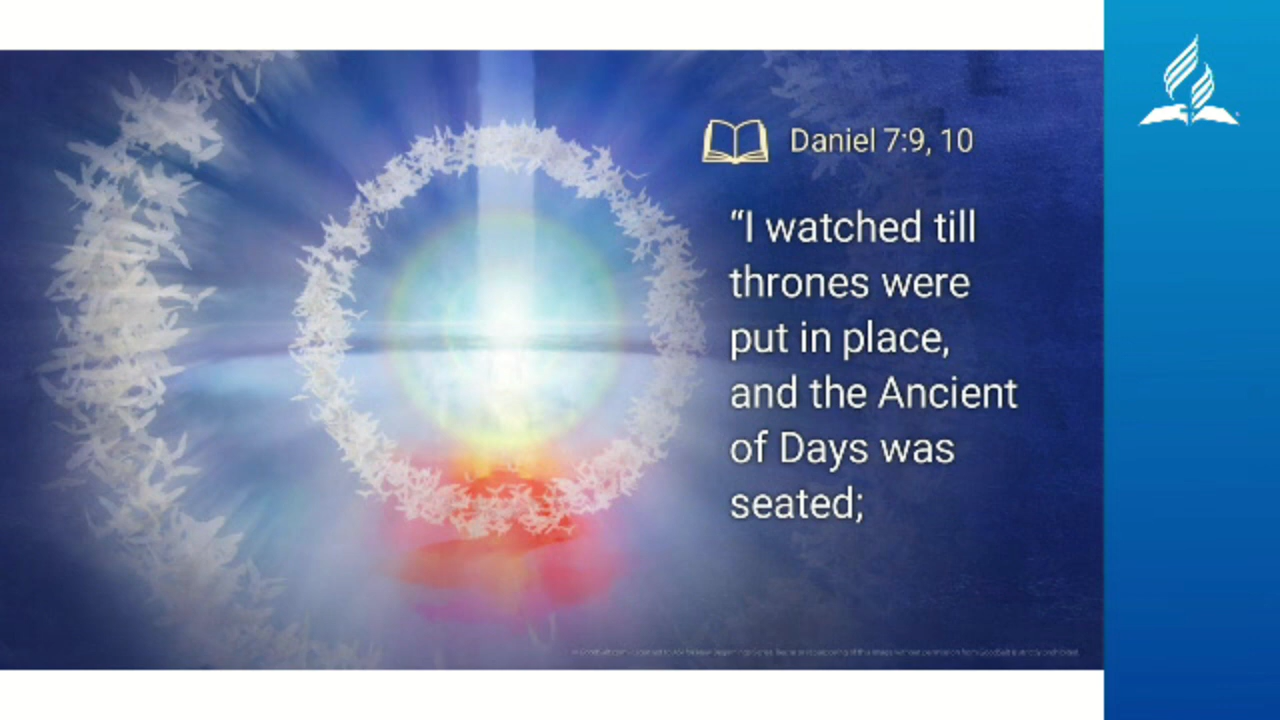 Daniel 7:9, 10
“I watched till
thrones were
put in place,
and the Ancient
of Days was
seated;